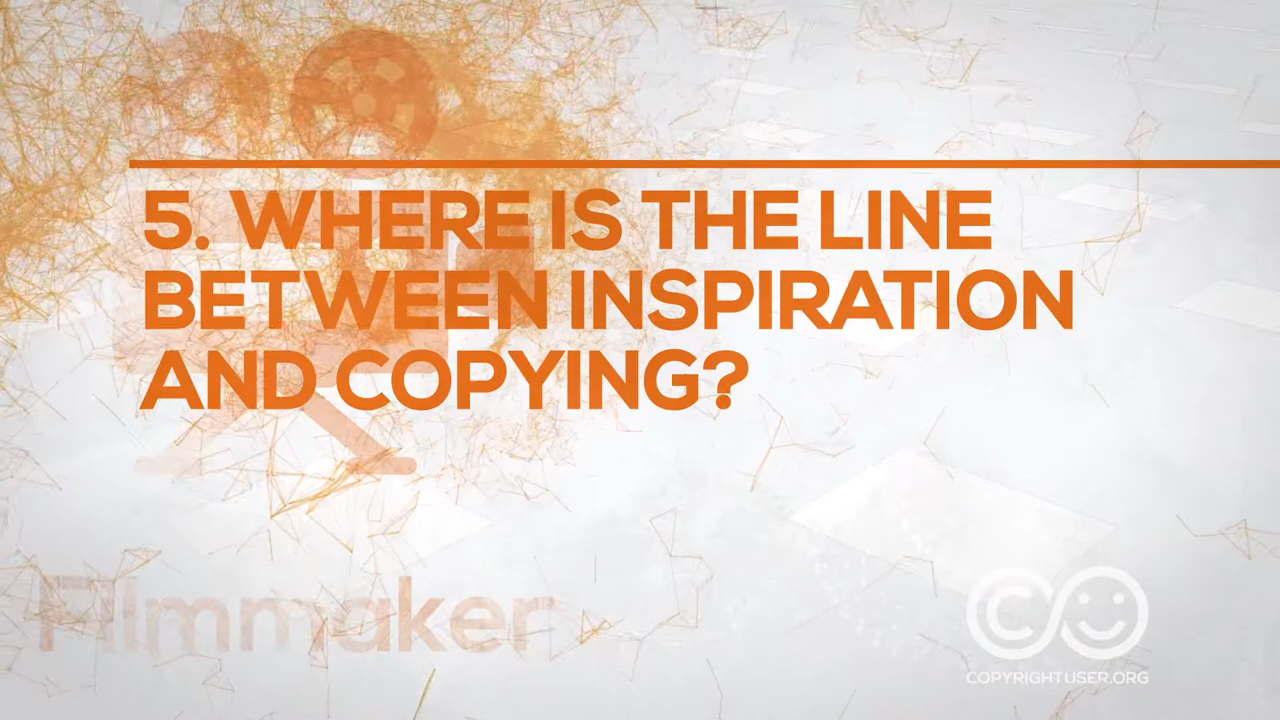 5. WHERE IS THE LINE
BETWEEN INSPIRATION
AND COPYING?
Filmmaker
COPYRIGHTUSER.ORG